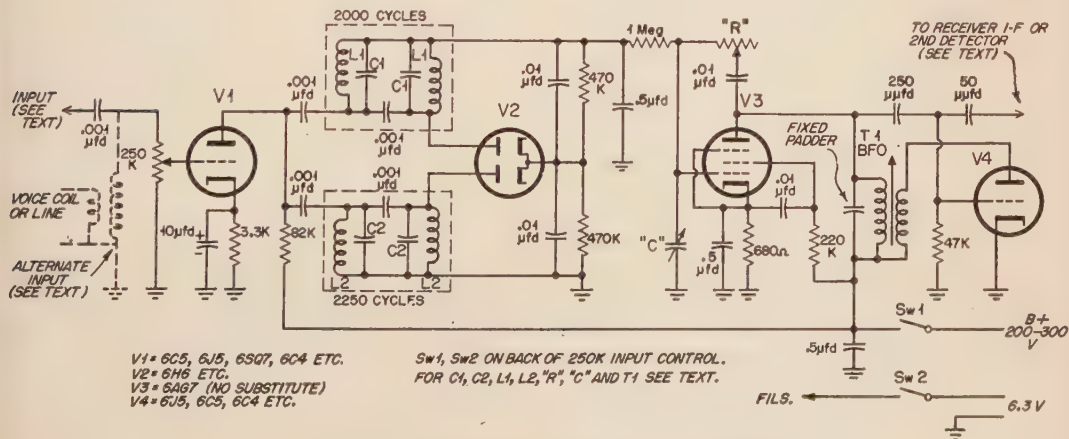 2000 CYCLES
INPUT
(SEE
TEXT)
.001
µfd
250
K
VOICE COIL
OR LINE
ALTERNATE
INPUT
(SEE TEXT)
V1
10µfd
+
-
3.3K
.001
µfd
82K
.001
µfd
L1
C1
L1
C1
.001
µfd
.001
µfd
C2
C2
L2
L2
2250 CYCLES
V2
.01
µfd
470
K
.01
µfd
470K
1 Meg
.5µfd
"R"
.01
µfd
V3
"C"
.01
µfd
.5
µfd
680Ω
220
K
FIXED
PADDER
T1
BFO
250
µµfd
50
µµfd
TO RECEIVER I-F OR
2ND DETECTOR
(SEE TEXT)
V4
47K
.5µfd
Sw1
B+
200-300
V
Sw2
FILS.
6.3 V
V1= 6C5, 6J5, 6SQ7, 6C4 ETC.
V2= 6H6 ETC.
V3= 6AG7 (NO SUBSTITUTE)
V4= 6J5, 6C5, 6C4 ETC.
Sw1, Sw2 ON BACK OF 250K INPUT CONTROL.
FOR C1, C2, L1, L2, "R", "C" AND T1 SEE TEXT.